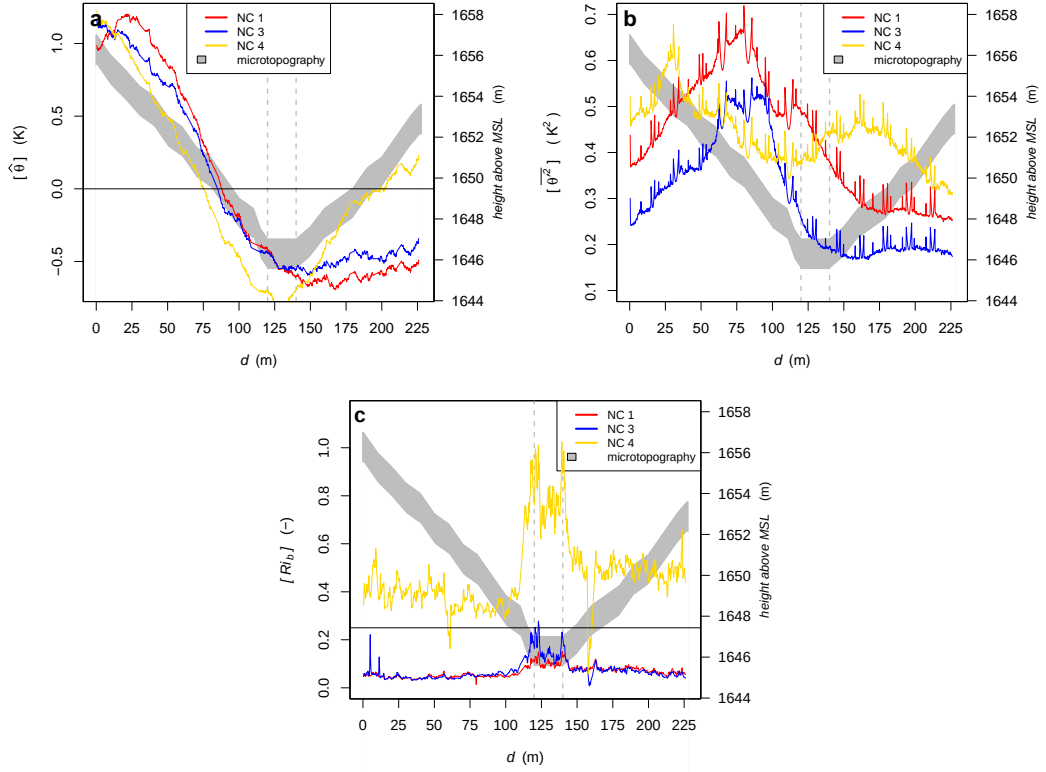 a
NC 1
NC 3
NC 4
microtopography
[ θ̂ ] (K)
1.0
0.5
0.0
−0.5
0 25 50 75 100 125 150 175 200 225
d (m)
1658
1656
1654
1652
1650
1648
1646
1644
height above MSL (m)
b
NC 1
NC 3
NC 4
microtopography
[ θ'² ] (K²)
0.7
0.6
0.5
0.4
0.3
0.2
0.1
0 25 50 75 100 125 150 175 200 225
d (m)
1658
1656
1654
1652
1650
1648
1646
1644
height above MSL (m)
c
NC 1
NC 3
NC 4
microtopography
[ Ri_b ] (−)
1.0
0.8
0.6
0.4
0.2
0.0
0 25 50 75 100 125 150 175 200 225
d (m)
1658
1656
1654
1652
1650
1648
1646
1644
height above MSL (m)